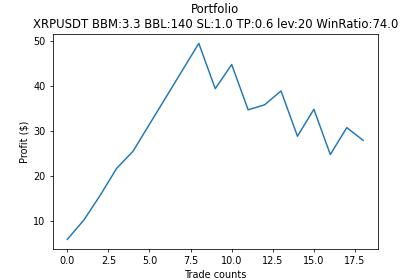 Portfolio
XRPUSDT BBM:3.3 BBL:140 SL:1.0 TP:0.6 lev:20 WinRatio:74.0
50
40
30
20
10
Profit ($)
0.0 2.5 5.0 7.5 10.0 12.5 15.0 17.5
Trade counts